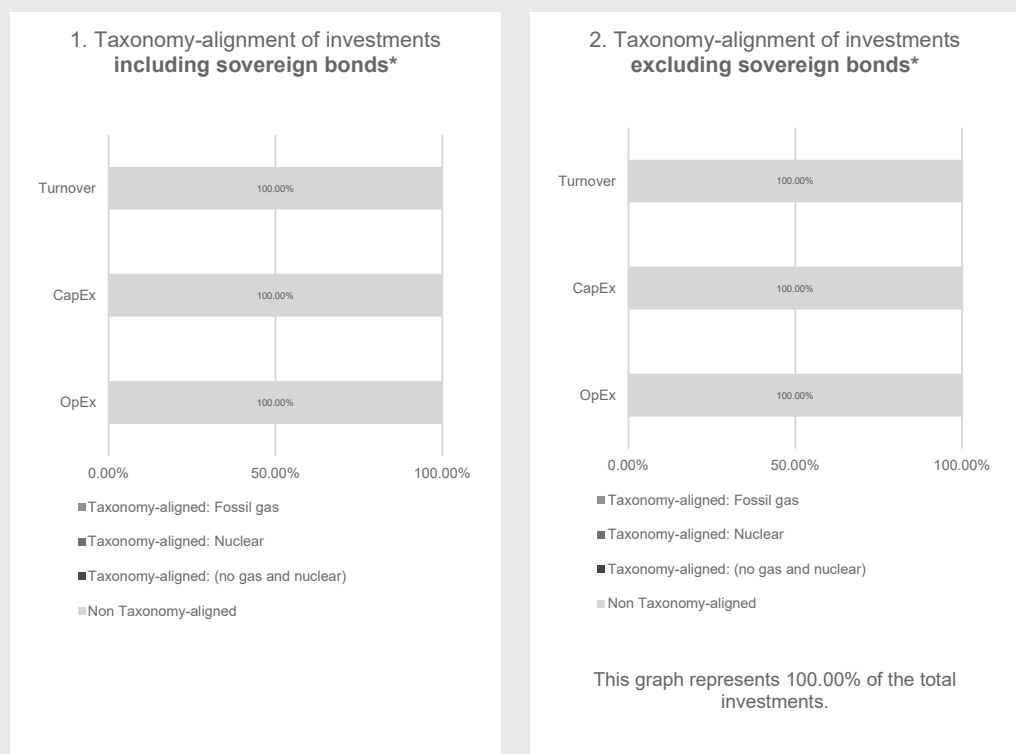 1. Taxonomy-alignment of investments
including sovereign bonds*
Turnover
100.00%
CapEx
100.00%
OpEx
100.00%
0.00%
50.00%
100.00%
Taxonomy-aligned: Fossil gas
Taxonomy-aligned: Nuclear
Taxonomy-aligned: (no gas and nuclear)
Non Taxonomy-aligned
2. Taxonomy-alignment of investments
excluding sovereign bonds*
Turnover
100.00%
CapEx
100.00%
OpEx
100.00%
0.00%
50.00%
100.00%
Taxonomy-aligned: Fossil gas
Taxonomy-aligned: Nuclear
Taxonomy-aligned: (no gas and nuclear)
Non Taxonomy-aligned
This graph represents 100.00% of the total
investments.